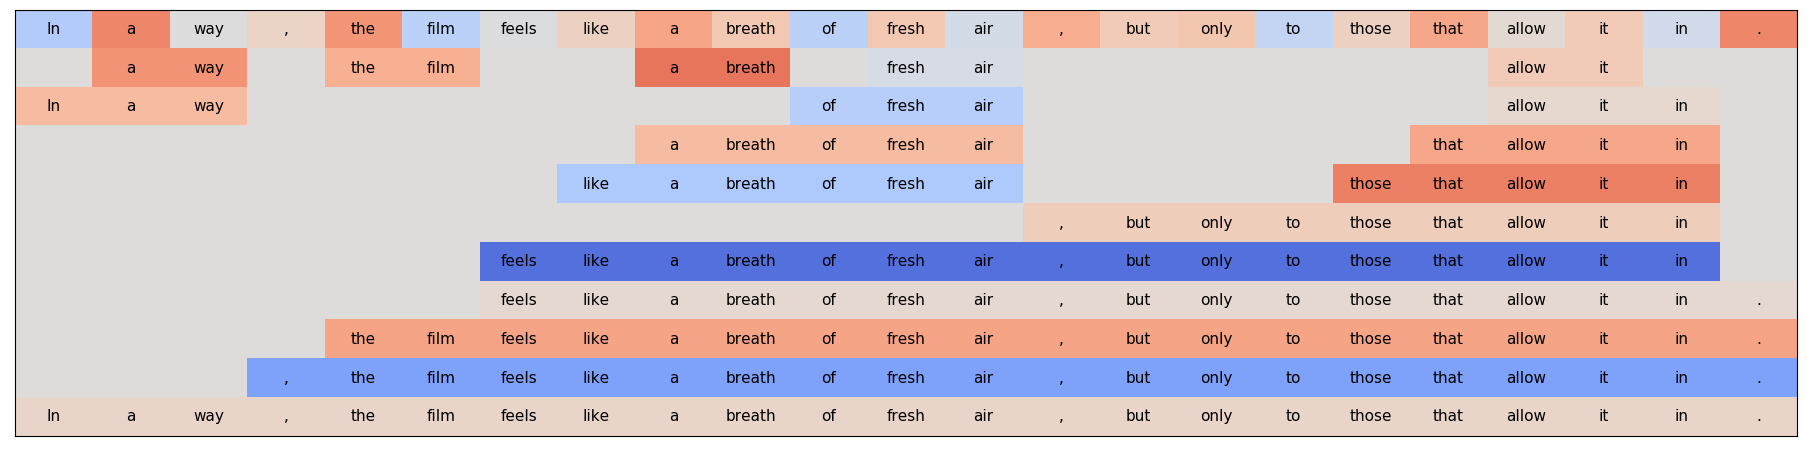 In a way , the film feels like a breath of fresh air , but only to those that allow it in .
a way the film a breath fresh air allow it
In a way of fresh air allow it in
a breath of fresh air that allow it in
like a breath of fresh air those that allow it in
, but only to those that allow it in
feels like a breath of fresh air , but only to those that allow it in
feels like a breath of fresh air , but only to those that allow it in .
the film feels like a breath of fresh air , but only to those that allow it in .
, the film feels like a breath of fresh air , but only to those that allow it in .
In a way , the film feels like a breath of fresh air , but only to those that allow it in .